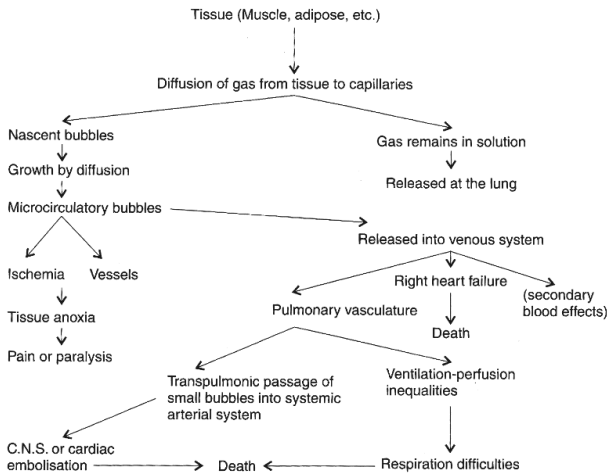 Tissue (Muscle, adipose, etc.)
Diffusion of gas from tissue to capillaries
Nascent bubbles
Gas remains in solution
Growth by diffusion
Released at the lung
Microcirculatory bubbles
Released into venous system
Ischemia
Vessels
Right heart failure
(secondary
blood effects)
Pulmonary vasculature
Tissue anoxia
Death
Pain or paralysis
Transpulmonic passage of
small bubbles into systemic
arterial system
Ventilation-perfusion
inequalities
C.N.S. or cardiac
embolisation
Death
Respiration difficulties